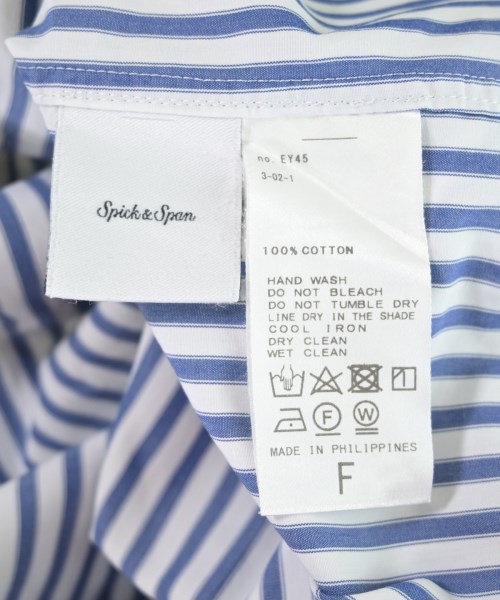 Spick & Span
no. EY45
3-02-1
100% COTTON
HAND WASH
DO NOT BLEACH
DO NOT TUMBLE DRY
LINE DRY IN THE SHADE
COOL IRON
DRY CLEAN
WET CLEAN
F W
MADE IN PHILIPPINES
F